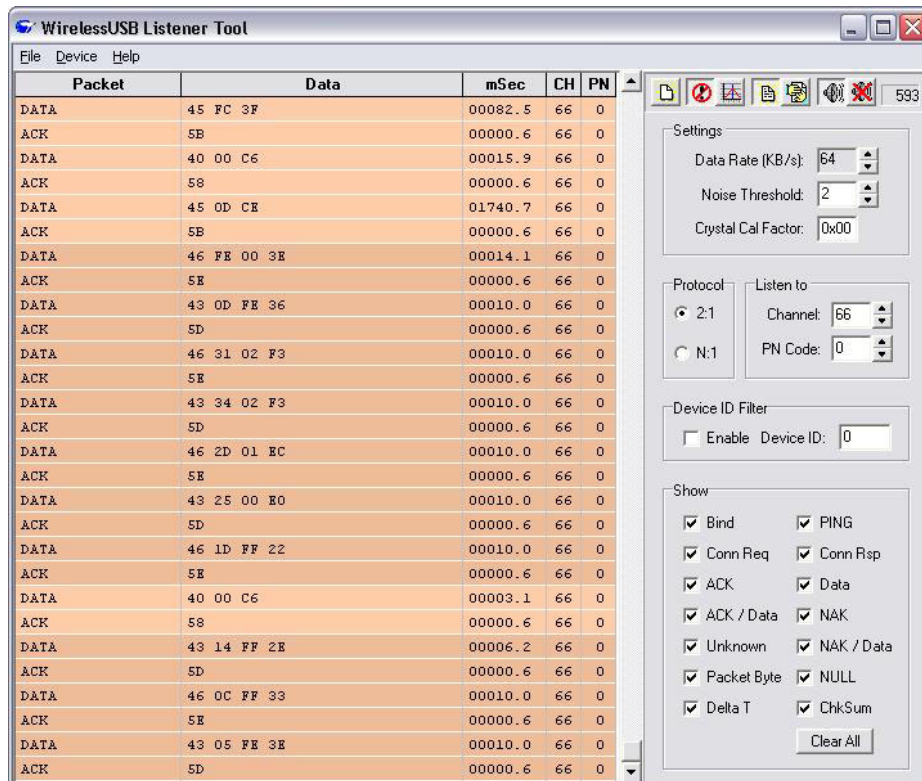 WirelessUSB Listener Tool
File Device Help
Packet Data mSec CH PN
DATA 45 FC 3F 00082.5 66 0
ACK 5B 00000.6 66 0
DATA 40 00 C6 00015.9 66 0
ACK 58 00000.6 66 0
DATA 45 0D CE 01740.7 66 0
ACK 5B 00000.6 66 0
DATA 46 FE 00 3E 00014.1 66 0
ACK 5E 00000.6 66 0
DATA 43 0D FE 36 00010.0 66 0
ACK 5D 00000.6 66 0
DATA 46 31 02 F3 00010.0 66 0
ACK 5E 00000.6 66 0
DATA 43 34 02 F3 00010.0 66 0
ACK 5D 00000.6 66 0
DATA 46 2D 01 EC 00010.0 66 0
ACK 5E 00000.6 66 0
DATA 43 25 00 E0 00010.0 66 0
ACK 5D 00000.6 66 0
DATA 46 1D FF 22 00010.0 66 0
ACK 5E 00000.6 66 0
DATA 40 00 C6 00003.1 66 0
ACK 58 00000.6 66 0
DATA 43 14 FF 2E 00006.2 66 0
ACK 5D 00000.6 66 0
DATA 46 0C FF 33 00010.0 66 0
ACK 5E 00000.6 66 0
DATA 43 05 FE 3E 00010.0 66 0
ACK 5D 00000.6 66 0
593
Settings
Data Rate (KB/s): 64
Noise Threshold: 2
Crystal Cal Factor: 0x00
Protocol
2:1
N:1
Listen to
Channel: 66
PN Code: 0
Device ID Filter
Enable Device ID: 0
Show
Bind PING
Conn Req Conn Rsp
ACK Data
ACK / Data NAK
Unknown NAK / Data
Packet Byte NULL
Delta T ChkSum
Clear All